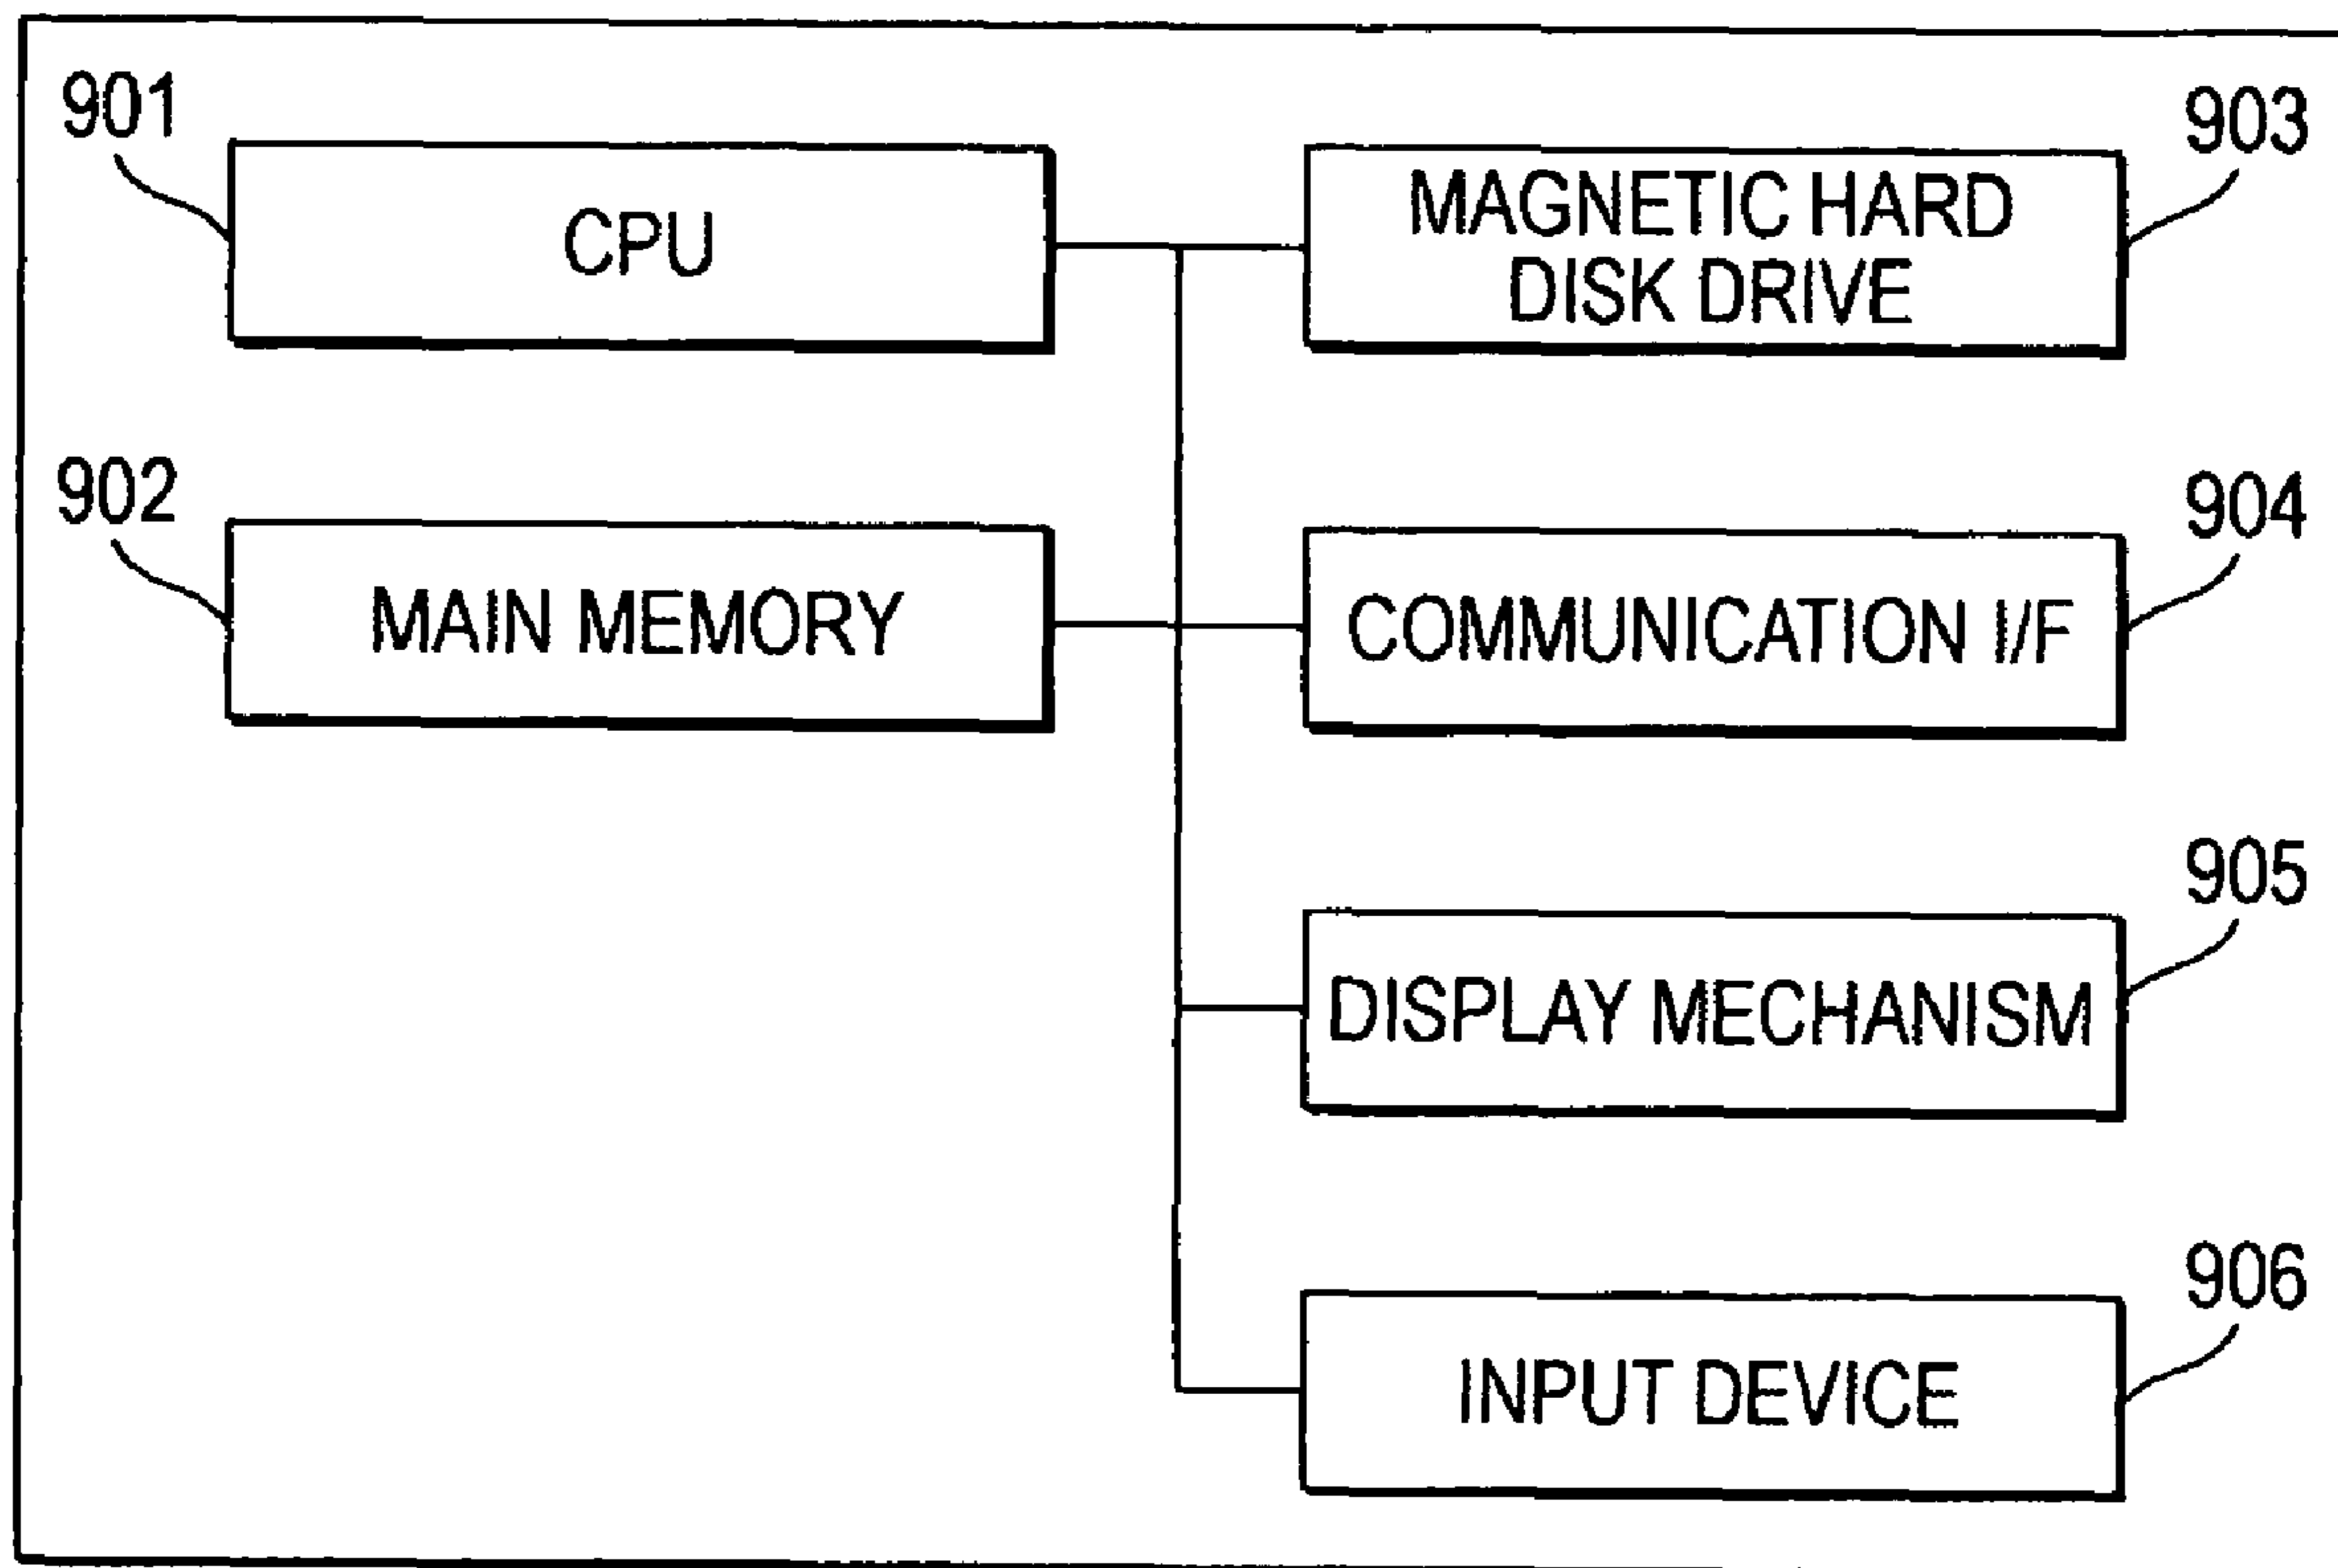 901
CPU
902
MAIN MEMORY
903
MAGNETIC HARD
DISK DRIVE
904
COMMUNICATION I/F
905
DISPLAY MECHANISM
906
INPUT DEVICE